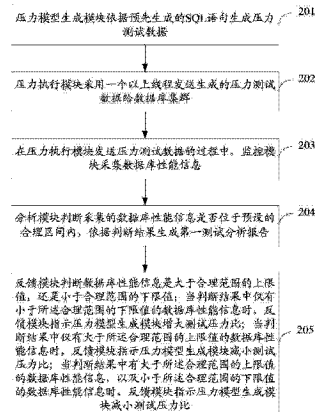 压力模型生成模块依据预先生成的SQL语句生成压力
测试数据
201
压力执行模块采用一个以上线程发送生成的压力测试
数据给数据库集群
202
在压力执行模块发送压力测试数据的过程中，监控模
块采集数据库性能信息
203
分析模块判断采集的数据库性能信息是否位于预设的
合理区间内，依据判断结果生成第一测试分析报告
204
反馈模块判断数据库性能信息是大于合理范围的上限
值，还是小于合理范围的下限值；当判断结果中仅有
小于所述合理范围的下限值的数据库性能信息时，反
馈模块指示压力模型生成模块增大测试压力比；当判
断结果中仅有大于所述合理范围的上限值的数据库性
能信息时，反馈模块指示压力模型生成模块减小测试
压力比；当判断结果中有大于所述合理范围的上限值
的数据库性能信息，以及小于所述合理范围的下限值
的数据库性能信息时，反馈模块指示压力模型生成模
块减小测试压力比
205